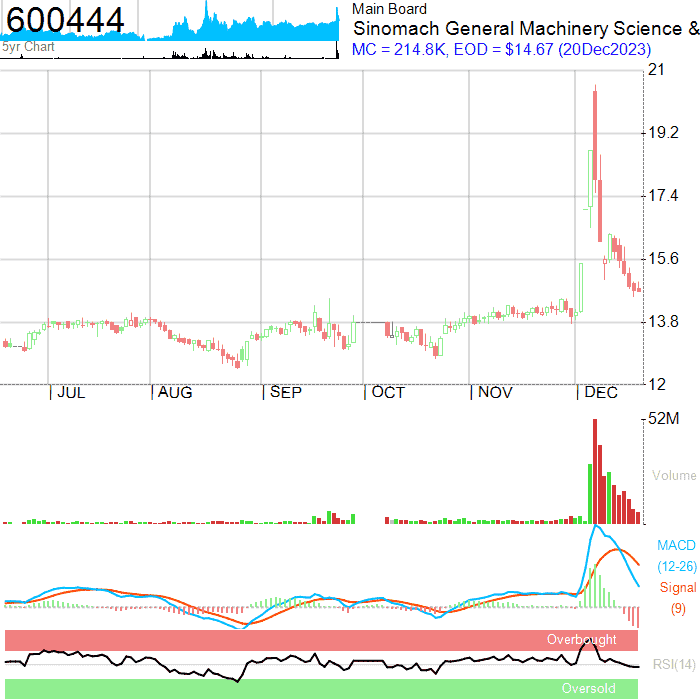 600444
5yr Chart
Main Board
Sinomach General Machinery Science &
MC = 214.8K, EOD = $14.67 (20Dec2023)
21
19.2
17.4
15.6
13.8
12
JUL AUG SEP OCT NOV DEC
52M
Volume
MACD
(12-26)
Signal
(9)
Overbought
RSI(14)
Oversold